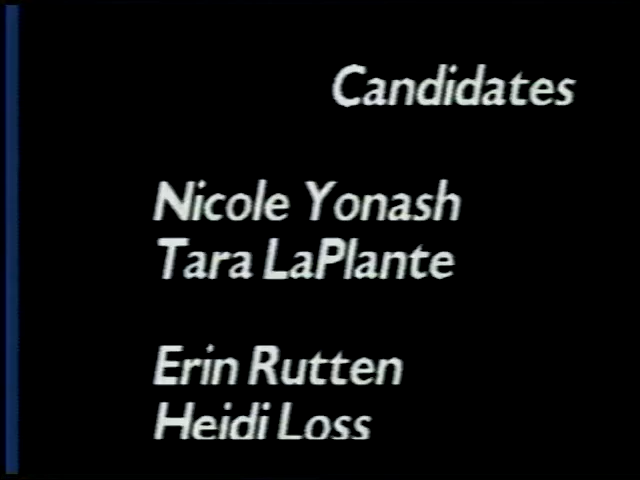 Candidates
Nicole Yonash
Tara LaPlante
Erin Rutten
Heidi Loss